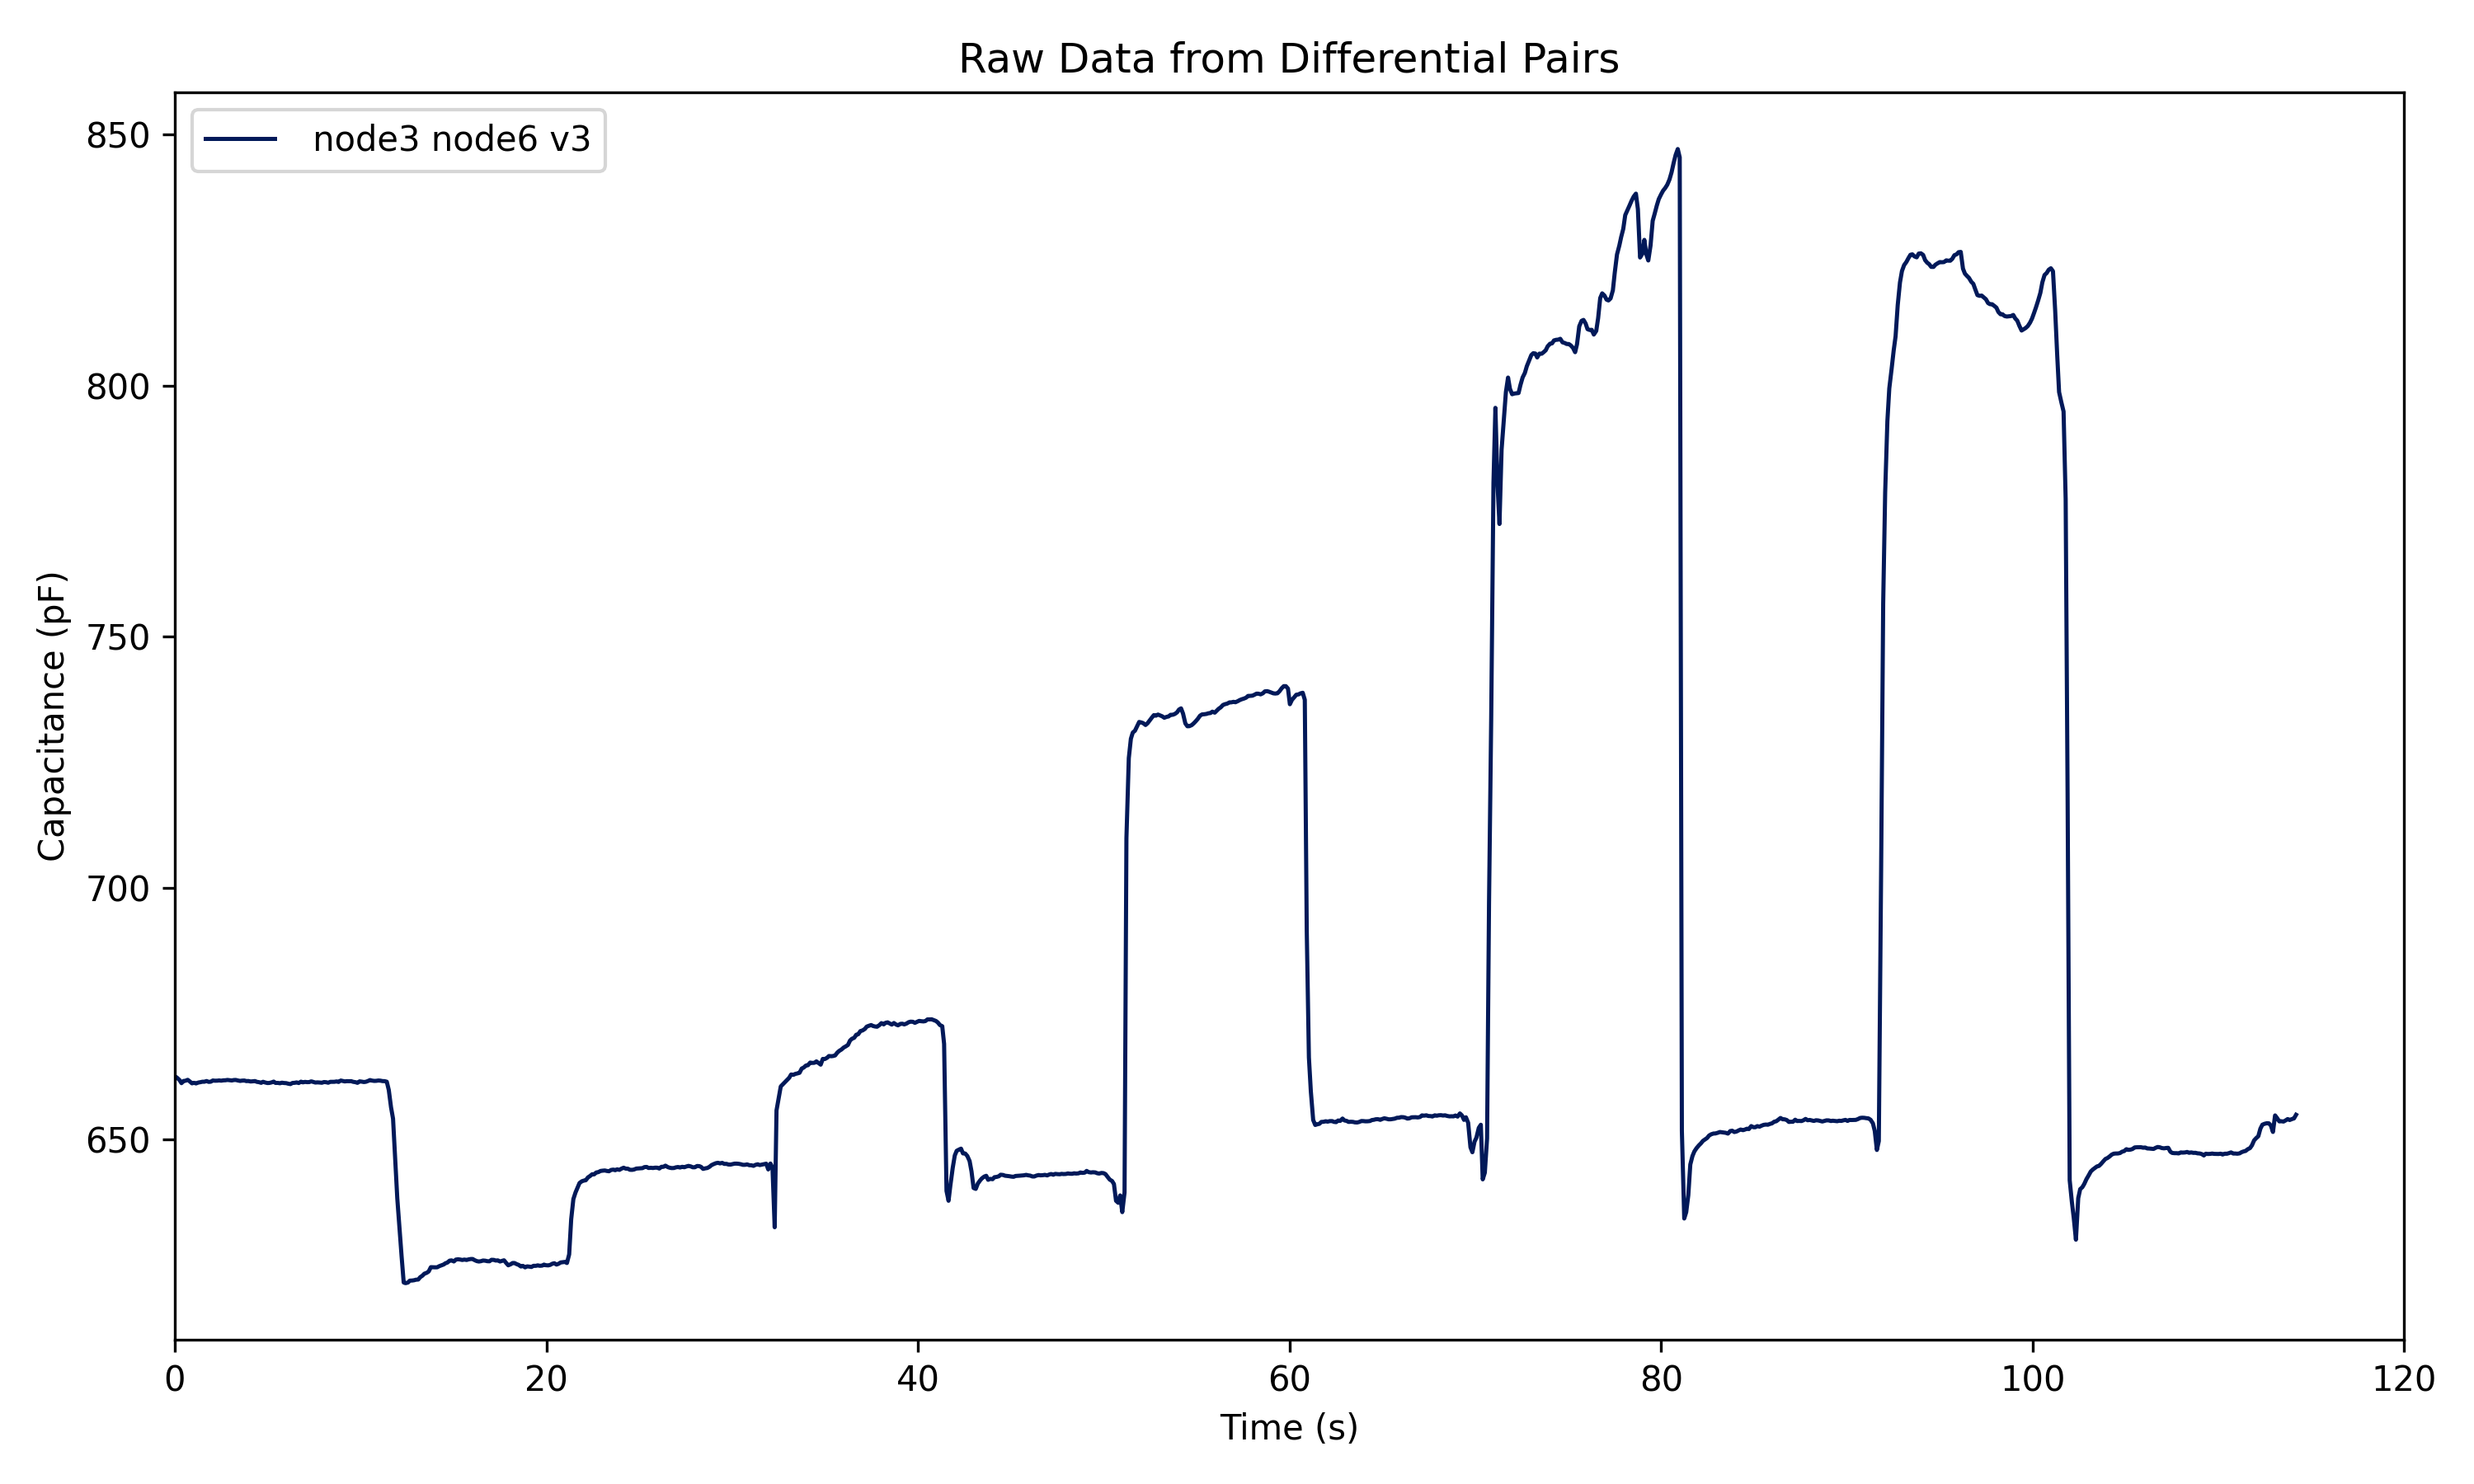 Raw Data from Differential Pairs
node3 node6 v3
850
800
750
700
650
Capacitance (pF)
0 20 40 60 80 100 120
Time (s)